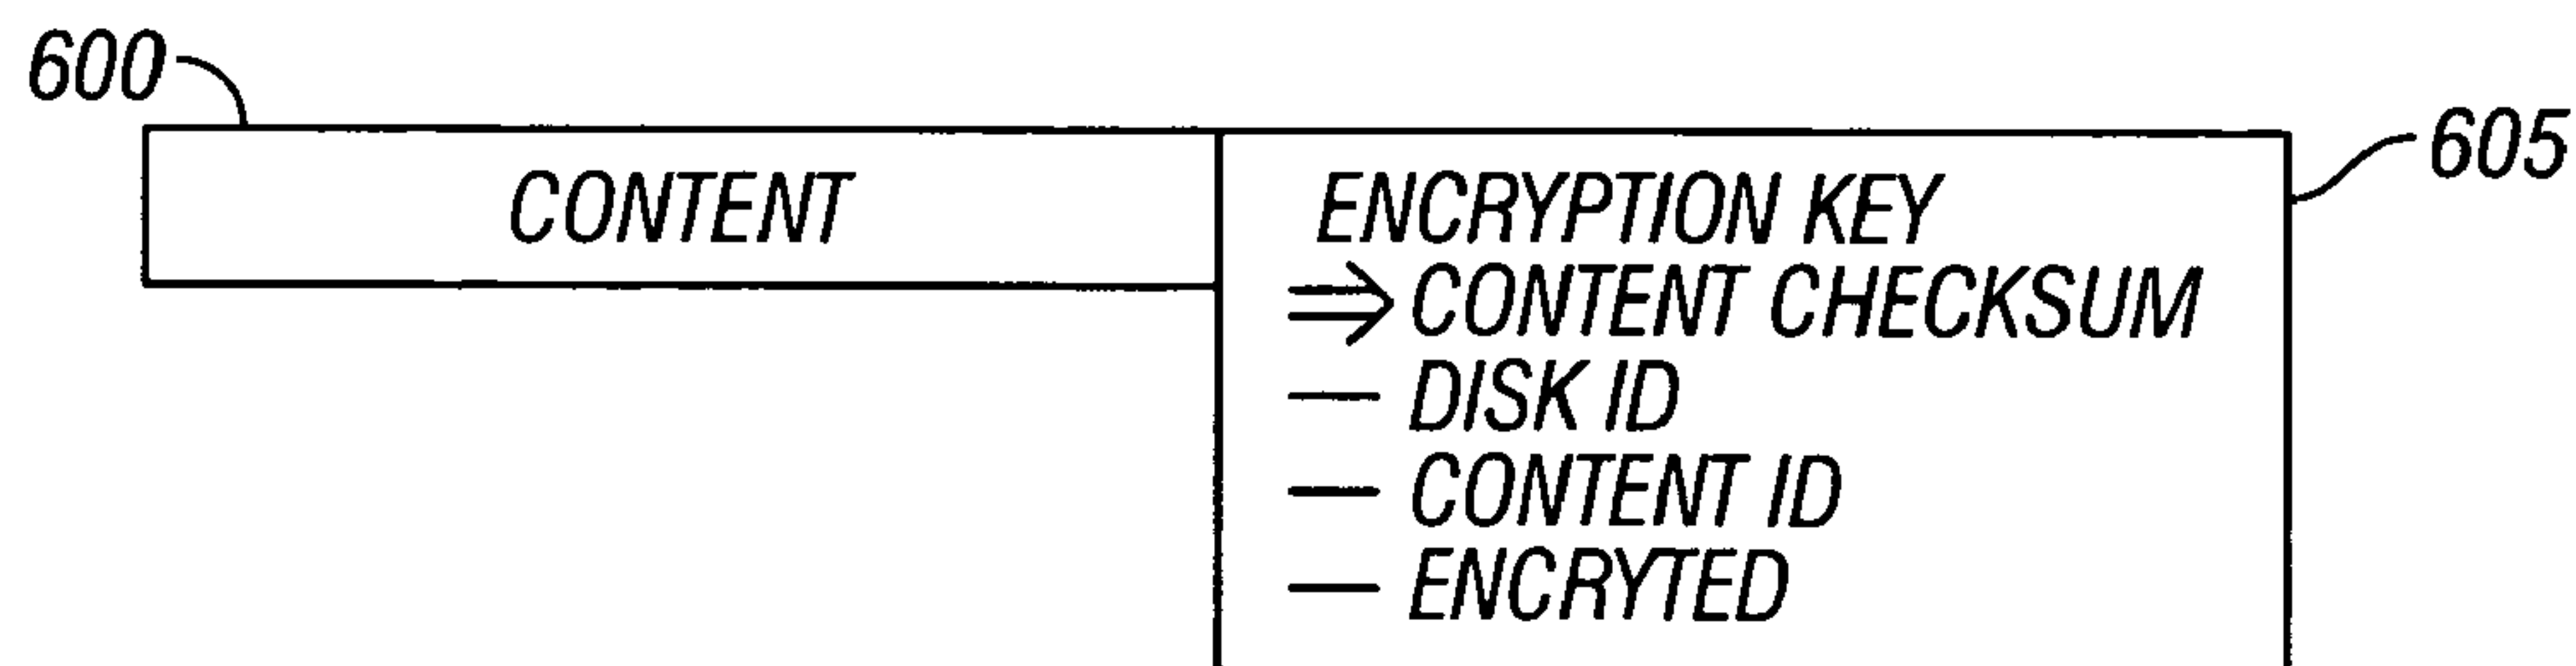 600
605
CONTENT
ENCRYPTION KEY
⇒ CONTENT CHECKSUM
— DISK ID
— CONTENT ID
— ENCRYTED